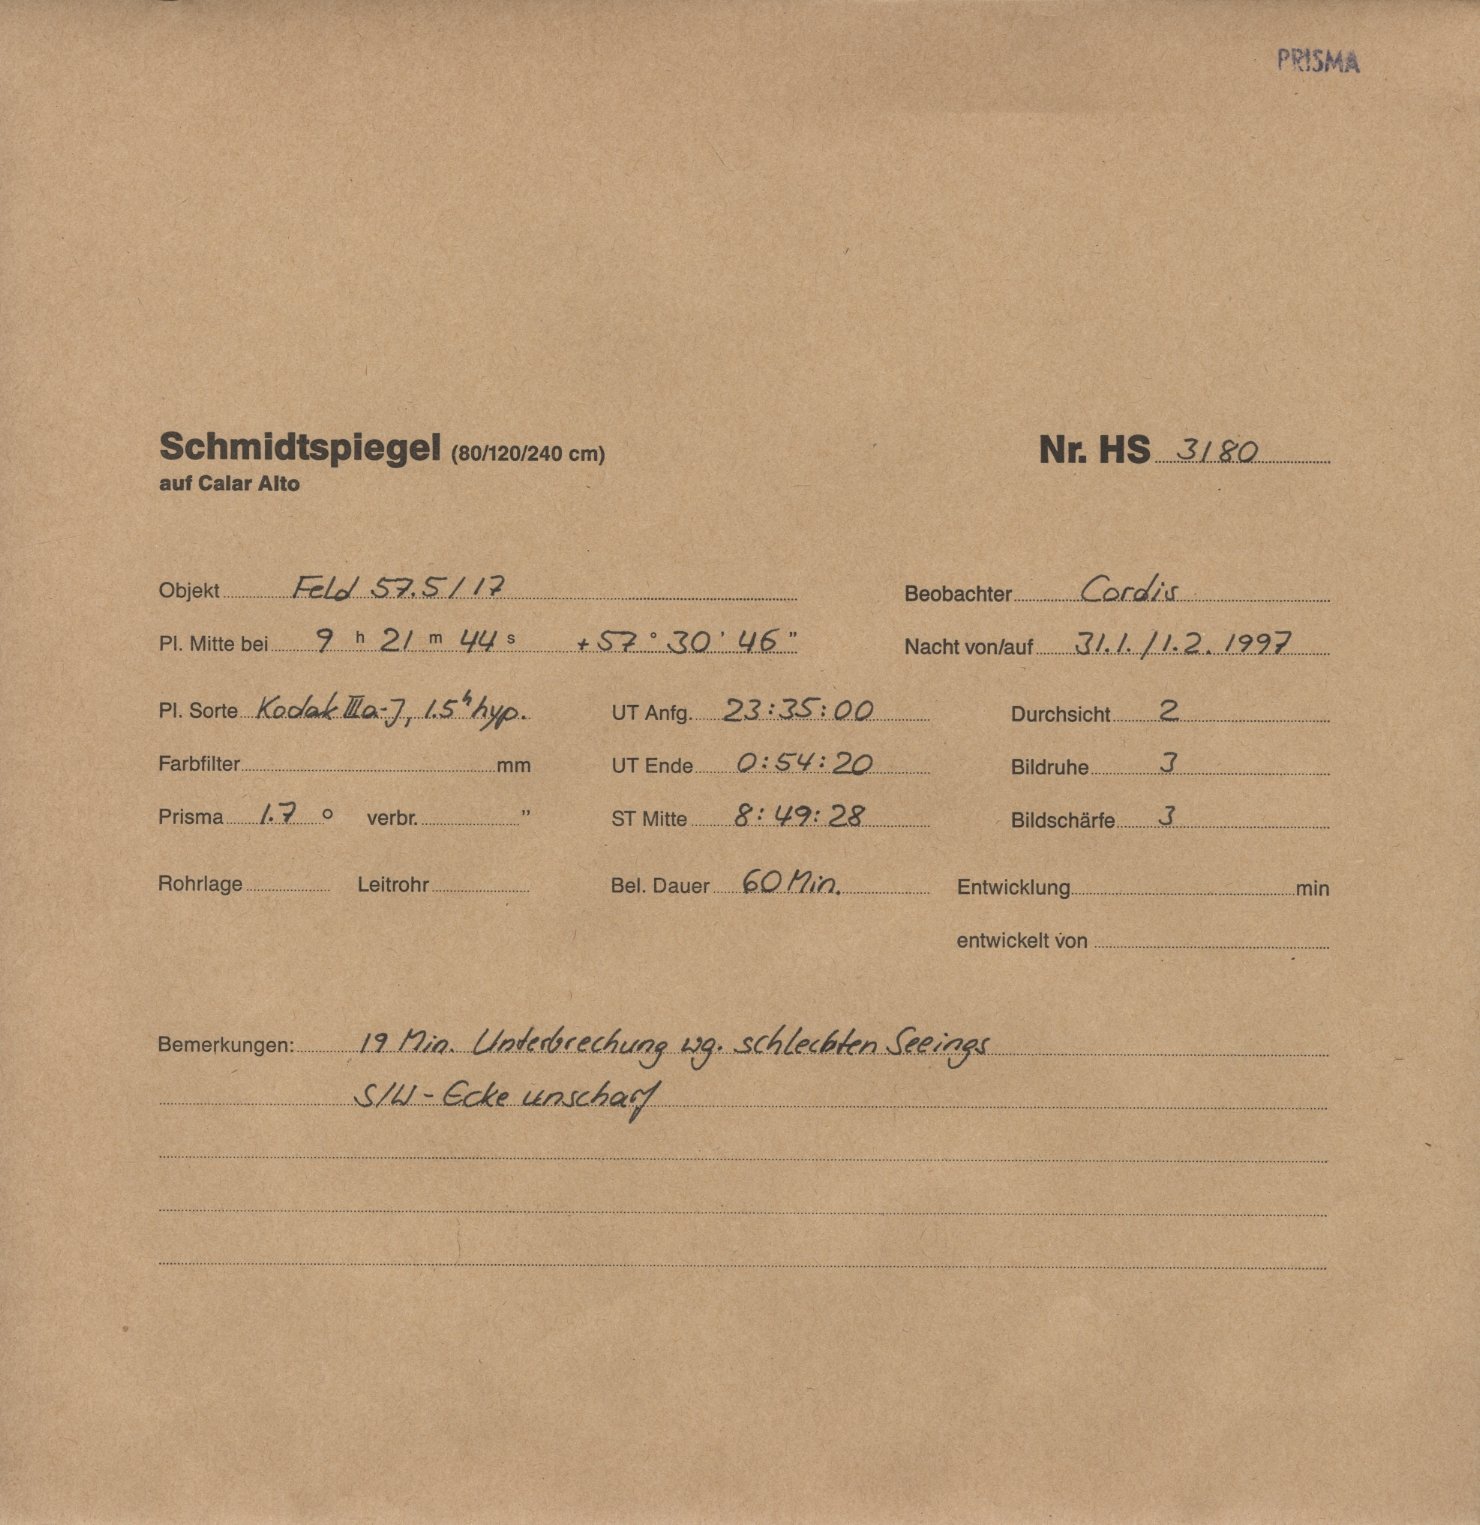 PRISMA
Schmidtspiegel (80/120/240 cm) Nr. HS 3180
auf Calar Alto
Objekt Feld 57.5/17 Beobachter Cordis
Pl. Mitte bei 9 h 21 m 44 s +57 ° 30 ' 46 " Nacht von/auf 31.1./1.2.1997
Pl. Sorte Kodak IIIa-J, 1.5h hyp. UT Anfg. 23:35:00 Durchsicht 2
Farbfilter mm UT Ende 0:54:20 Bildruhe 3
Prisma 1.7 ° verbr. " ST Mitte 8:49:28 Bildschärfe 3
Rohrlage Leitrohr Bel. Dauer 60 Min. Entwicklung min
entwickelt von
Bemerkungen: 19 Min. Unterbrechung wg. schlechten Seeings
S/W-Ecke unscharf